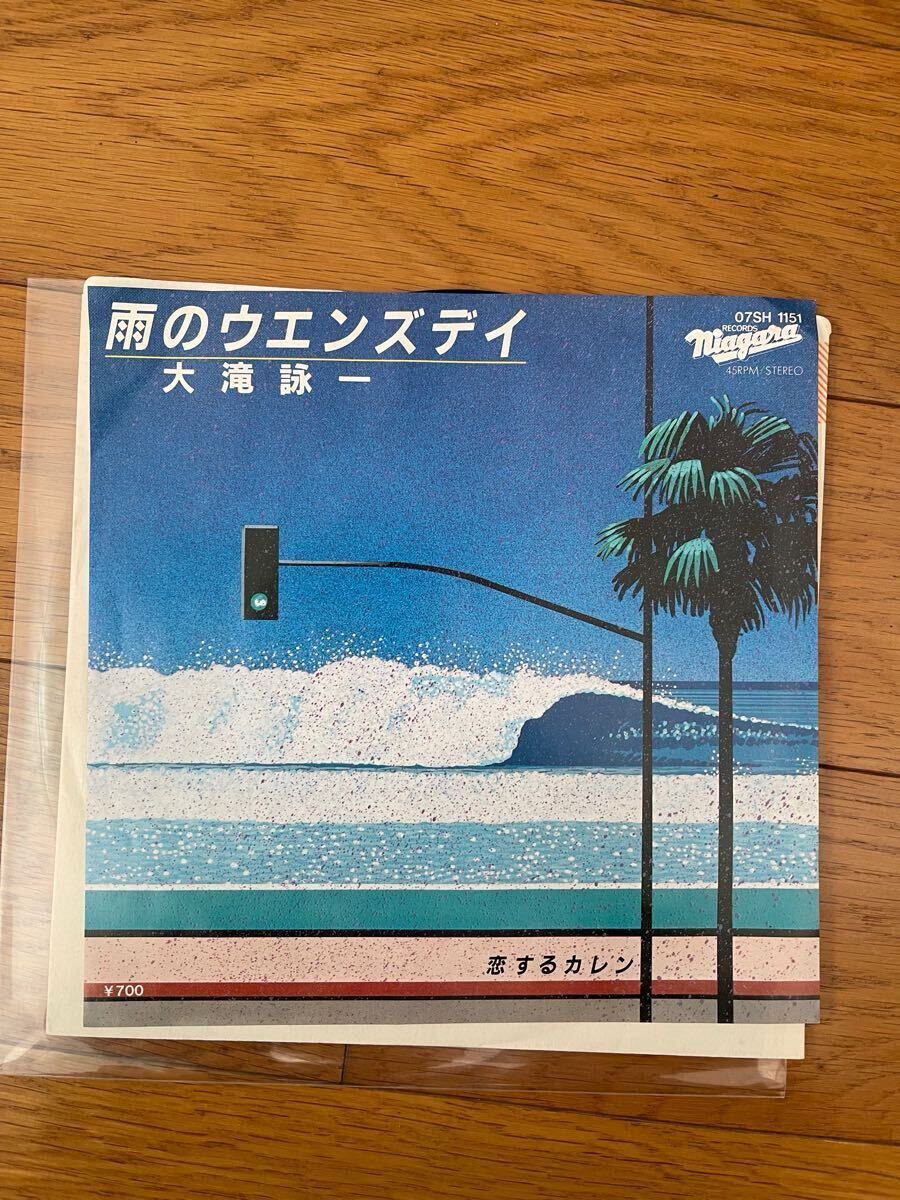 雨のウエンズデイ
大滝詠一
07SH 1151
RECORDS
Niagara
45RPM/STEREO
恋するカレン
¥700